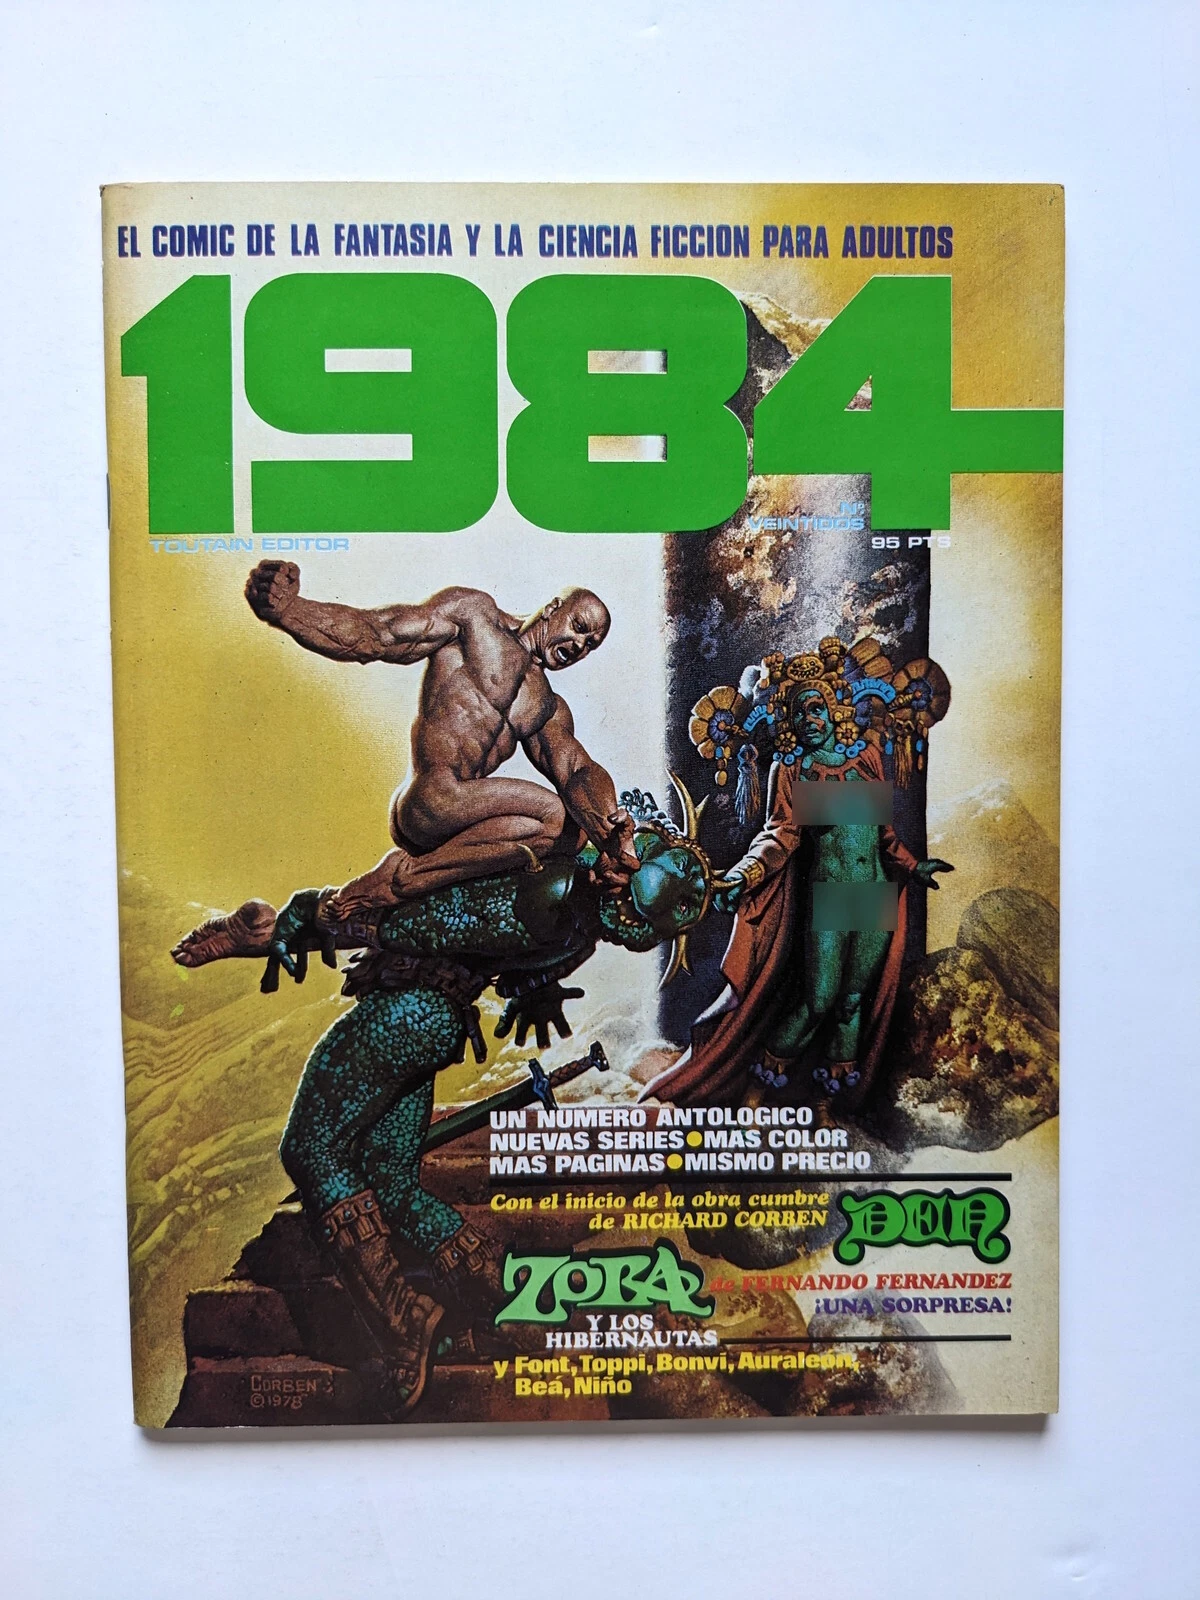 EL COMIC DE LA FANTASIA Y LA CIENCIA FICCION PARA ADULTOS
1984
TOUTAIN EDITOR
Nº
VEINTIDOS
95 PTS
UN NUMERO ANTOLOGICO
NUEVAS SERIES•MAS COLOR
MAS PAGINAS•MISMO PRECIO
Con el inicio de la obra cumbre
de RICHARD CORBEN
DEN
ZORA
de FERNANDO FERNANDEZ
¡UNA SORPRESA!
Y LOS
HIBERNAUTAS
y Font, Toppi, Bonvi, Auraleón,
Beá, Niño
CORBEN
©1978